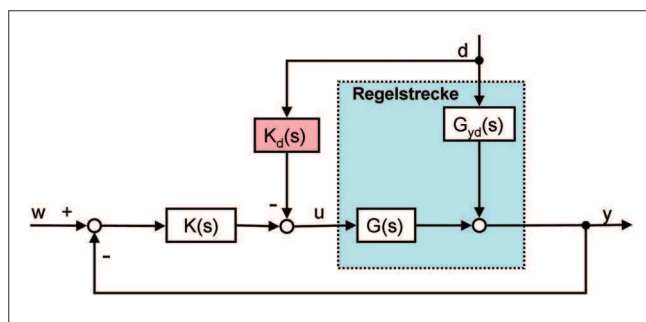 d
Regelstrecke
K_d(s)
G_yd(s)
-
w + K(s) u G(s) y
-